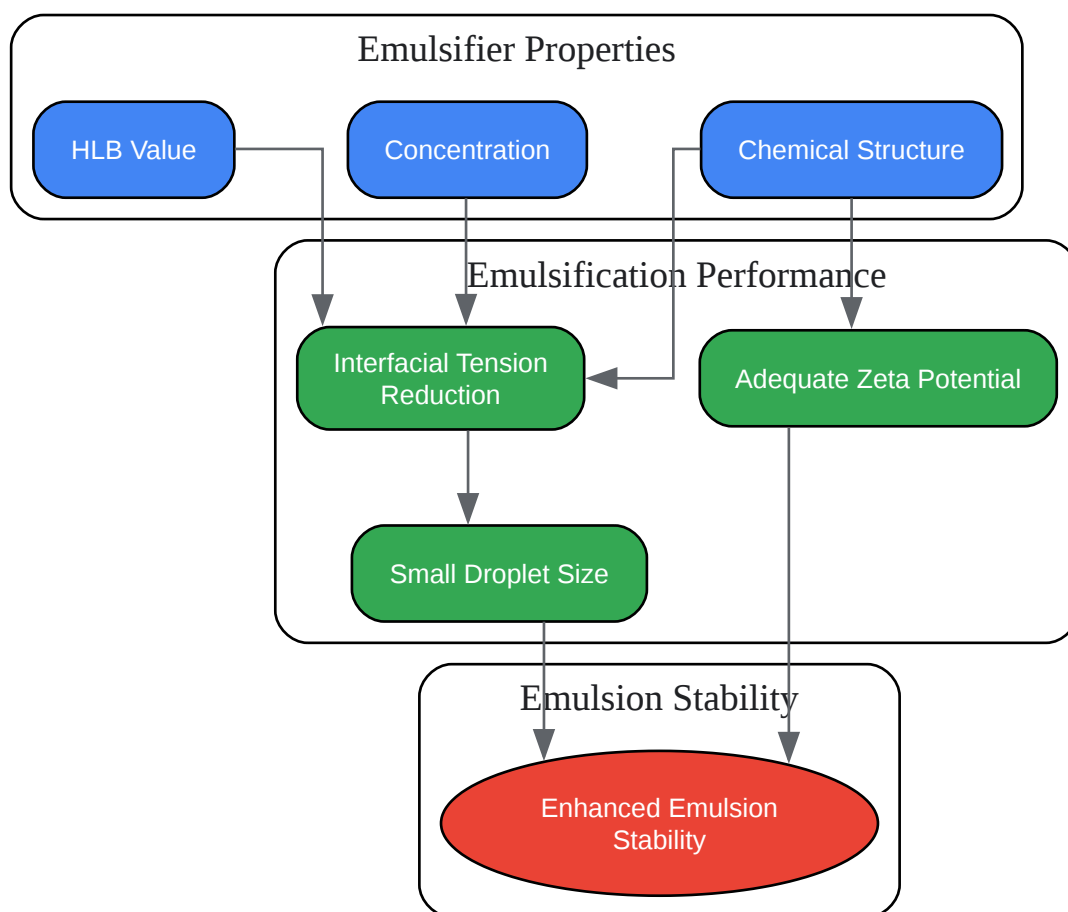 Emulsifier Properties
HLB Value
Concentration
Chemical Structure
Emulsification Performance
Interfacial Tension
Reduction
Adequate Zeta Potential
Small Droplet Size
Emulsion Stability
Enhanced Emulsion
Stability